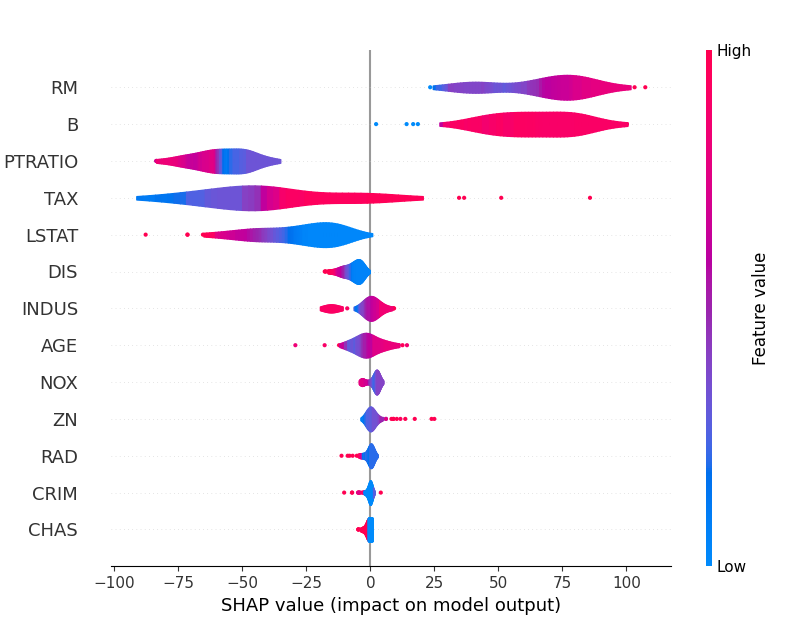 High
RM
B
PTRATIO
TAX
LSTAT
DIS
INDUS
AGE
NOX
ZN
RAD
CRIM
CHAS
Feature value
Low
−100 −75 −50 −25 0 25 50 75 100
SHAP value (impact on model output)